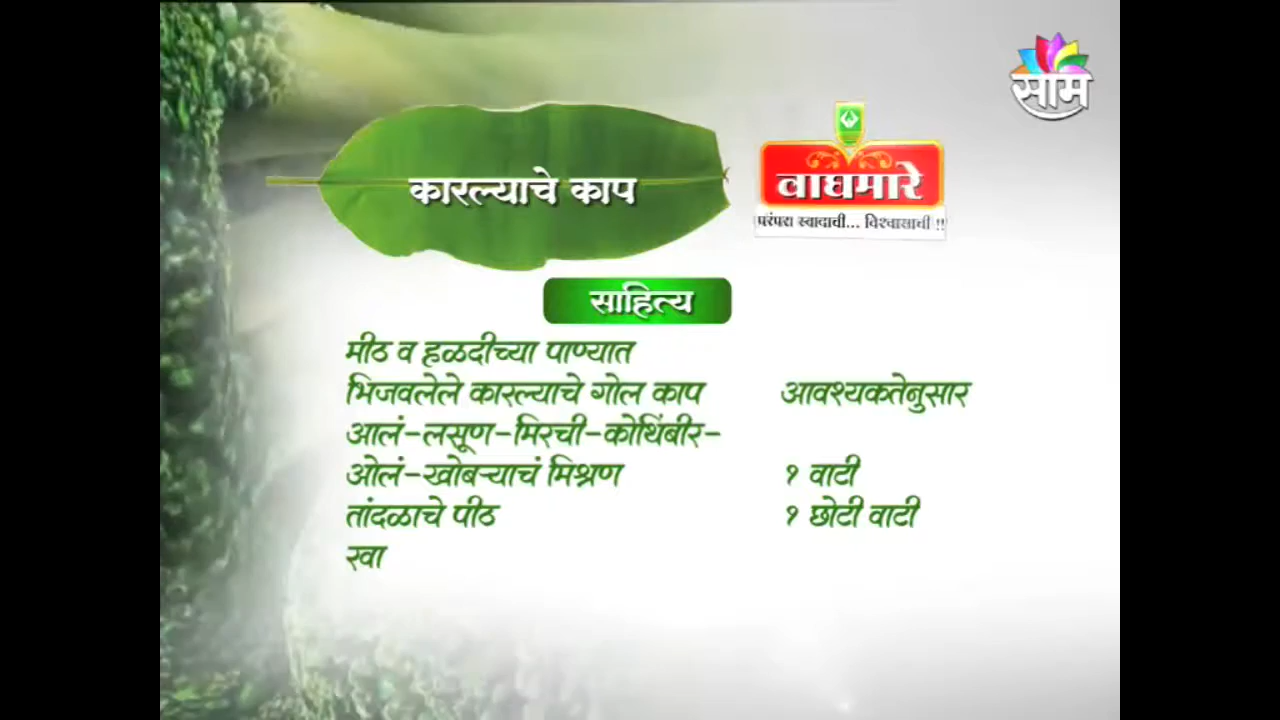 साम
कारल्याचे काप
वाघमारे
परंपरा स्वादाची... विश्वासाची !!
साहित्य
मीठ व हळदीच्या पाण्यात
भिजवलेले कारल्याचे गोल काप आवश्यकतेनुसार
आलं-लसूण-मिरची-कोथिंबीर-
ओलं-खोबऱ्याचं मिश्रण १ वाटी
तांदळाचे पीठ १ छोटी वाटी
रवा